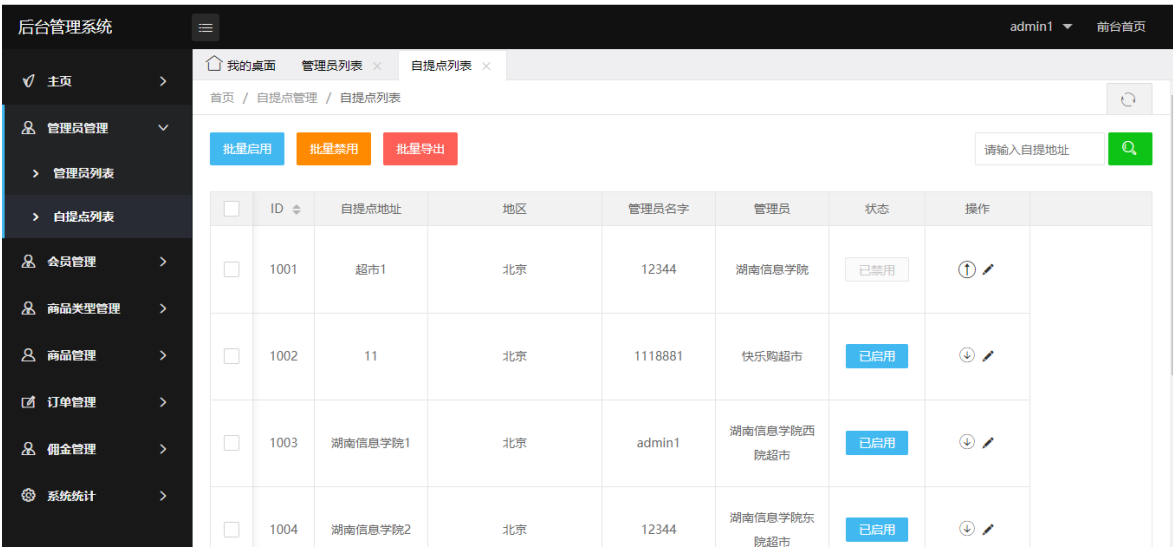 后台管理系统
admin1 前台首页
我的桌面 管理员列表 自提点列表
首页 / 自提点管理 / 自提点列表
主页
管理员管理
管理员列表
自提点列表
会员管理
商品类型管理
商品管理
订单管理
佣金管理
系统统计
批量启用 批量禁用 批量导出 请输入自提地址
ID 自提点地址 地区 管理员名字 管理员 状态 操作
1001 超市1 北京 12344 湖南信息学院 已禁用
1002 11 北京 1118881 快乐购超市 已启用
1003 湖南信息学院1 北京 admin1 湖南信息学院西 已启用
院超市
1004 湖南信息学院2 北京 12344 湖南信息学院东 已启用
院超市